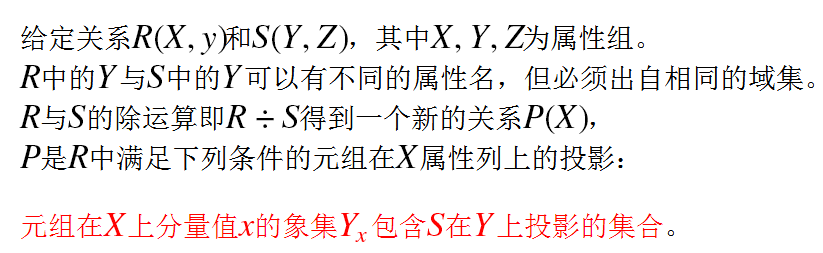 给定关系R(X, y)和S(Y, Z)，其中X, Y, Z为属性组。
R中的Y与S中的Y可以有不同的属性名，但必须出自相同的域集。
R与S的除运算即R ÷ S得到一个新的关系P(X)，
P是R中满足下列条件的元组在X属性列上的投影：
元组在X上分量值x的象集Yₓ包含S在Y上投影的集合。